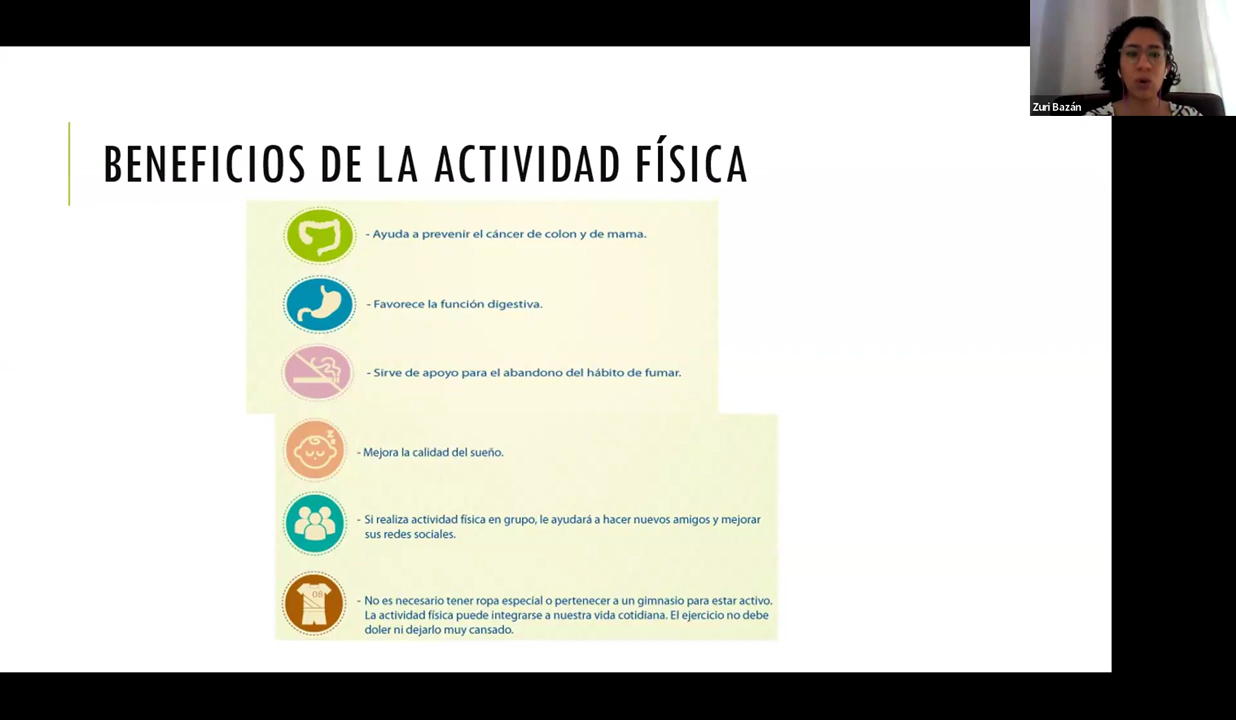 Zuri Bazán
BENEFICIOS DE LA ACTIVIDAD FÍSICA
- Ayuda a prevenir el cáncer de colon y de mama.
- Favorece la función digestiva.
- Sirve de apoyo para el abandono del hábito de fumar.
- Mejora la calidad del sueño.
- Si realiza actividad física en grupo, le ayudará a hacer nuevos amigos y mejorar
sus redes sociales.
08
- No es necesario tener ropa especial o pertenecer a un gimnasio para estar activo.
La actividad física puede integrarse a nuestra vida cotidiana. El ejercicio no debe
doler ni dejarlo muy cansado.